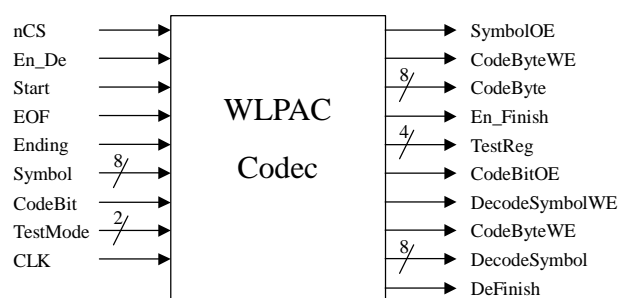 nCS
En_De
Start
EOF
Ending
Symbol 8
CodeBit
TestMode 2
CLK
WLPAC
Codec
SymbolOE
CodeByteWE
8 CodeByte
En_Finish
4 TestReg
CodeBitOE
DecodeSymbolWE
CodeByteWE
8 DecodeSymbol
DeFinish